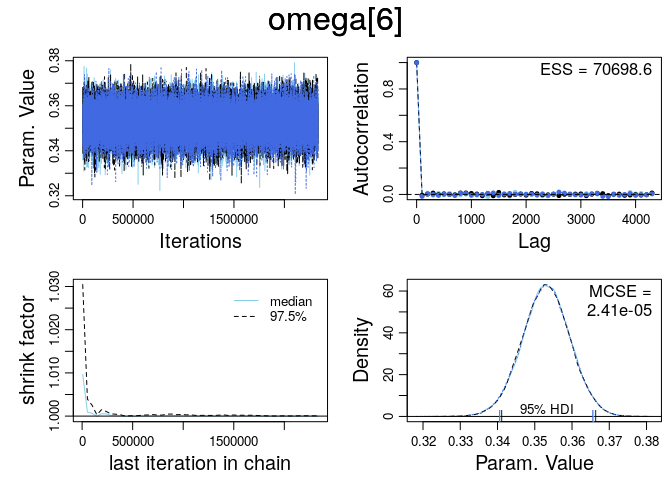 omega[6]
Param. Value
0.32 0.34 0.36 0.38
0 500000 1500000
Iterations
Autocorrelation
0.0 0.4 0.8
ESS = 70698.6
0 1000 2000 3000 4000
Lag
shrink factor
1.000 1.010 1.020 1.030
median
97.5%
0 500000 1500000
last iteration in chain
Density
0 20 40 60
MCSE =
2.41e-05
95% HDI
0.32 0.33 0.34 0.35 0.36 0.37 0.38
Param. Value